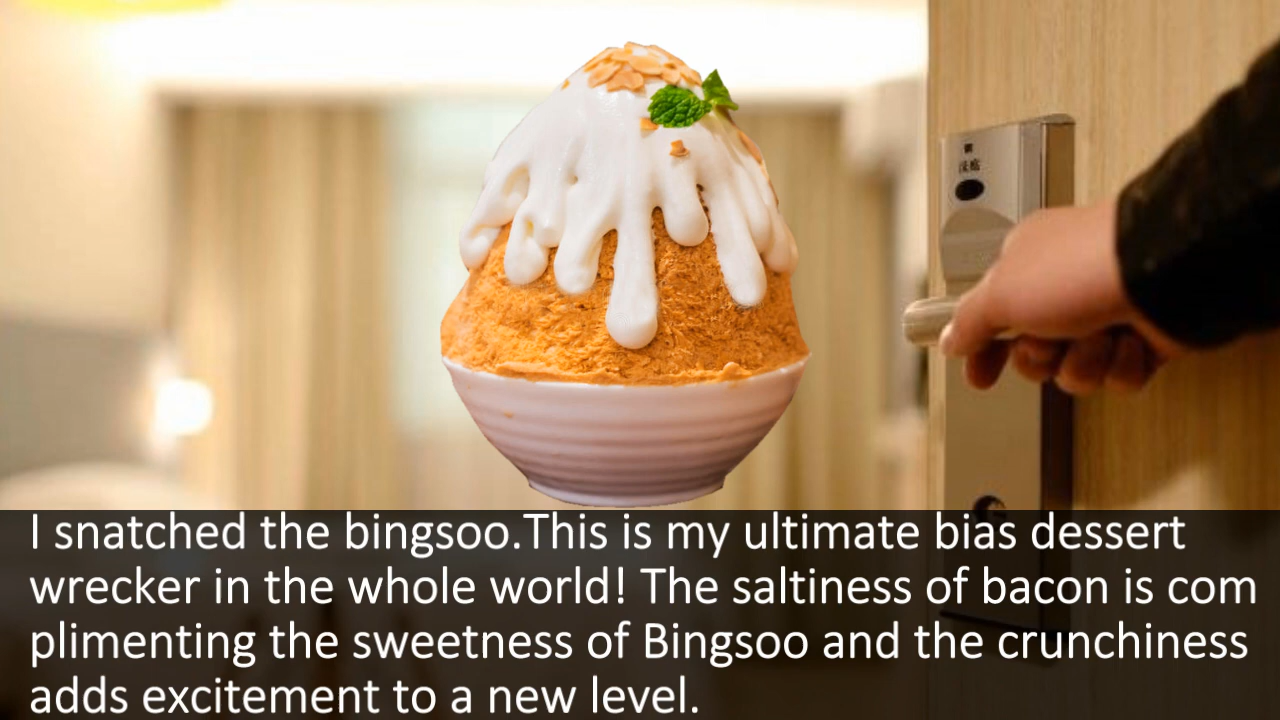 I snatched the bingsoo.This is my ultimate bias dessert
wrecker in the whole world! The saltiness of bacon is com
plimenting the sweetness of Bingsoo and the crunchiness
adds excitement to a new level.